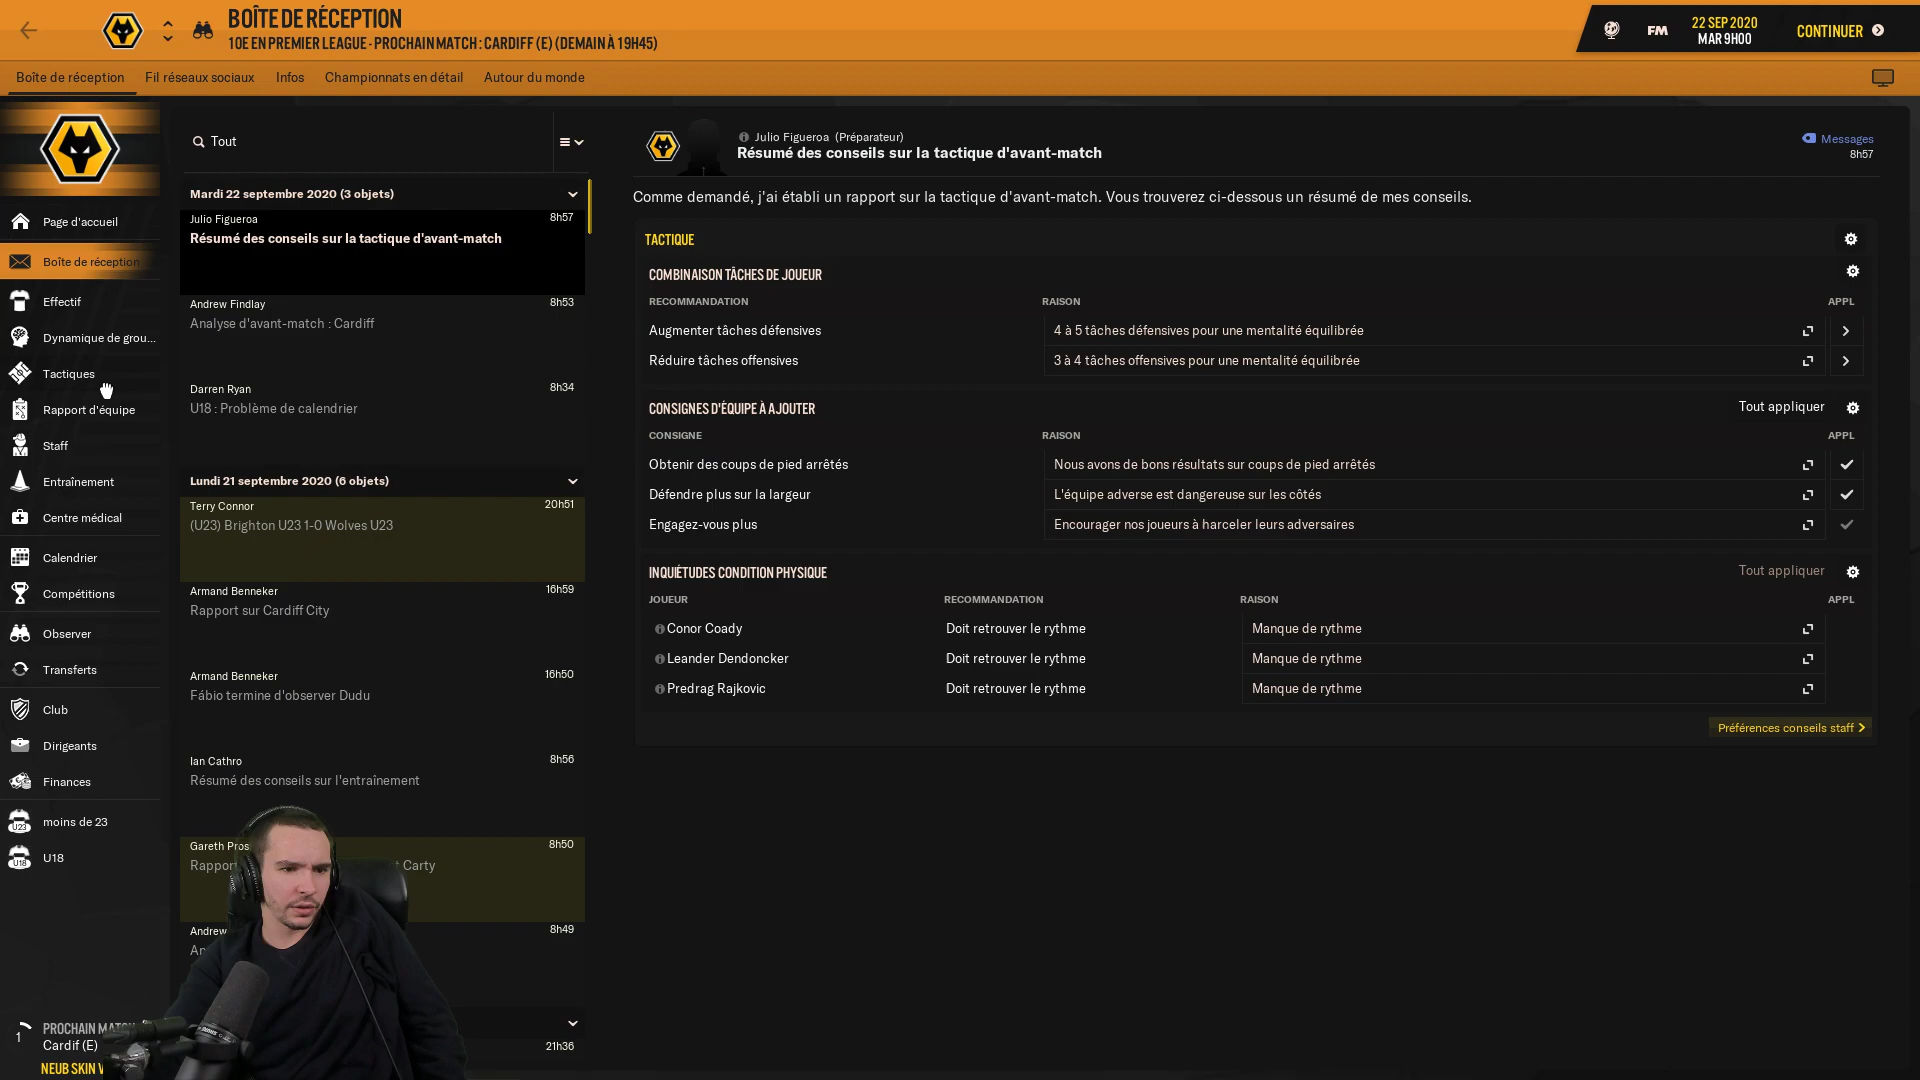 BOÎTE DE RÉCEPTION
10E EN PREMIER LEAGUE - PROCHAIN MATCH : CARDIFF (E) (DEMAIN À 19H45)
FM
22 SEP 2020
MAR 9H00
CONTINUER
Boîte de réception
Fil réseaux sociaux
Infos
Championnats en détail
Autour du monde
Page d'accueil
Boîte de réception
Effectif
Dynamique de grou...
Tactiques
Rapport d'équipe
Staff
Entraînement
Centre médical
Calendrier
Compétitions
Observer
Transferts
Club
Dirigeants
Finances
U23
moins de 23
U18
U18
1
PROCHAIN MATCH
Cardif (E)
NEUB SKIN V
Tout
Mardi 22 septembre 2020 (3 objets)
Julio Figueroa 8h57
Résumé des conseils sur la tactique d'avant-match
Andrew Findlay 8h53
Analyse d'avant-match : Cardiff
Darren Ryan 8h34
U18 : Problème de calendrier
Lundi 21 septembre 2020 (6 objets)
Terry Connor 20h51
(U23) Brighton U23 1-0 Wolves U23
Armand Benneker 16h59
Rapport sur Cardiff City
Armand Benneker 16h50
Fábio termine d'observer Dudu
Ian Cathro 8h56
Résumé des conseils sur l'entraînement
Gareth Pros 8h50
Rappor t Carty
Andrew 8h49
An
21h36
Julio Figueroa (Préparateur)
Résumé des conseils sur la tactique d'avant-match
Messages
8h57
Comme demandé, j'ai établi un rapport sur la tactique d'avant-match. Vous trouverez ci-dessous un résumé de mes conseils.
TACTIQUE
COMBINAISON TÂCHES DE JOUEUR
RECOMMANDATION RAISON APPL
Augmenter tâches défensives 4 à 5 tâches défensives pour une mentalité équilibrée
Réduire tâches offensives 3 à 4 tâches offensives pour une mentalité équilibrée
CONSIGNES D'ÉQUIPE À AJOUTER Tout appliquer
CONSIGNE RAISON APPL
Obtenir des coups de pied arrêtés Nous avons de bons résultats sur coups de pied arrêtés
Défendre plus sur la largeur L'équipe adverse est dangereuse sur les côtés
Engagez-vous plus Encourager nos joueurs à harceler leurs adversaires
INQUIÉTUDES CONDITION PHYSIQUE Tout appliquer
JOUEUR RECOMMANDATION RAISON APPL
Conor Coady Doit retrouver le rythme Manque de rythme
Leander Dendoncker Doit retrouver le rythme Manque de rythme
Predrag Rajkovic Doit retrouver le rythme Manque de rythme
Préférences conseils staff